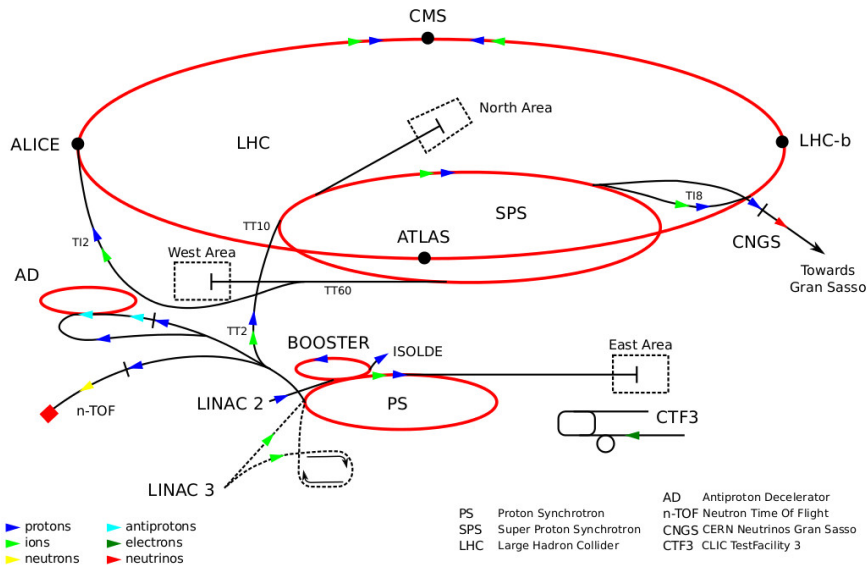 CMS
North Area
ALICE
LHC
LHC-b
SPS
TI8
TT10
ATLAS
CNGS
TI2
West Area
Towards
Gran Sasso
AD
TT60
TT2
BOOSTER
ISOLDE
East Area
LINAC 2
PS
n-TOF
CTF3
LINAC 3
protons
ions
neutrons
antiprotons
electrons
neutrinos
PS Proton Synchrotron
SPS Super Proton Synchrotron
LHC Large Hadron Collider
AD Antiproton Decelerator
n-TOF Neutron Time Of Flight
CNGS CERN Neutrinos Gran Sasso
CTF3 CLIC TestFacility 3